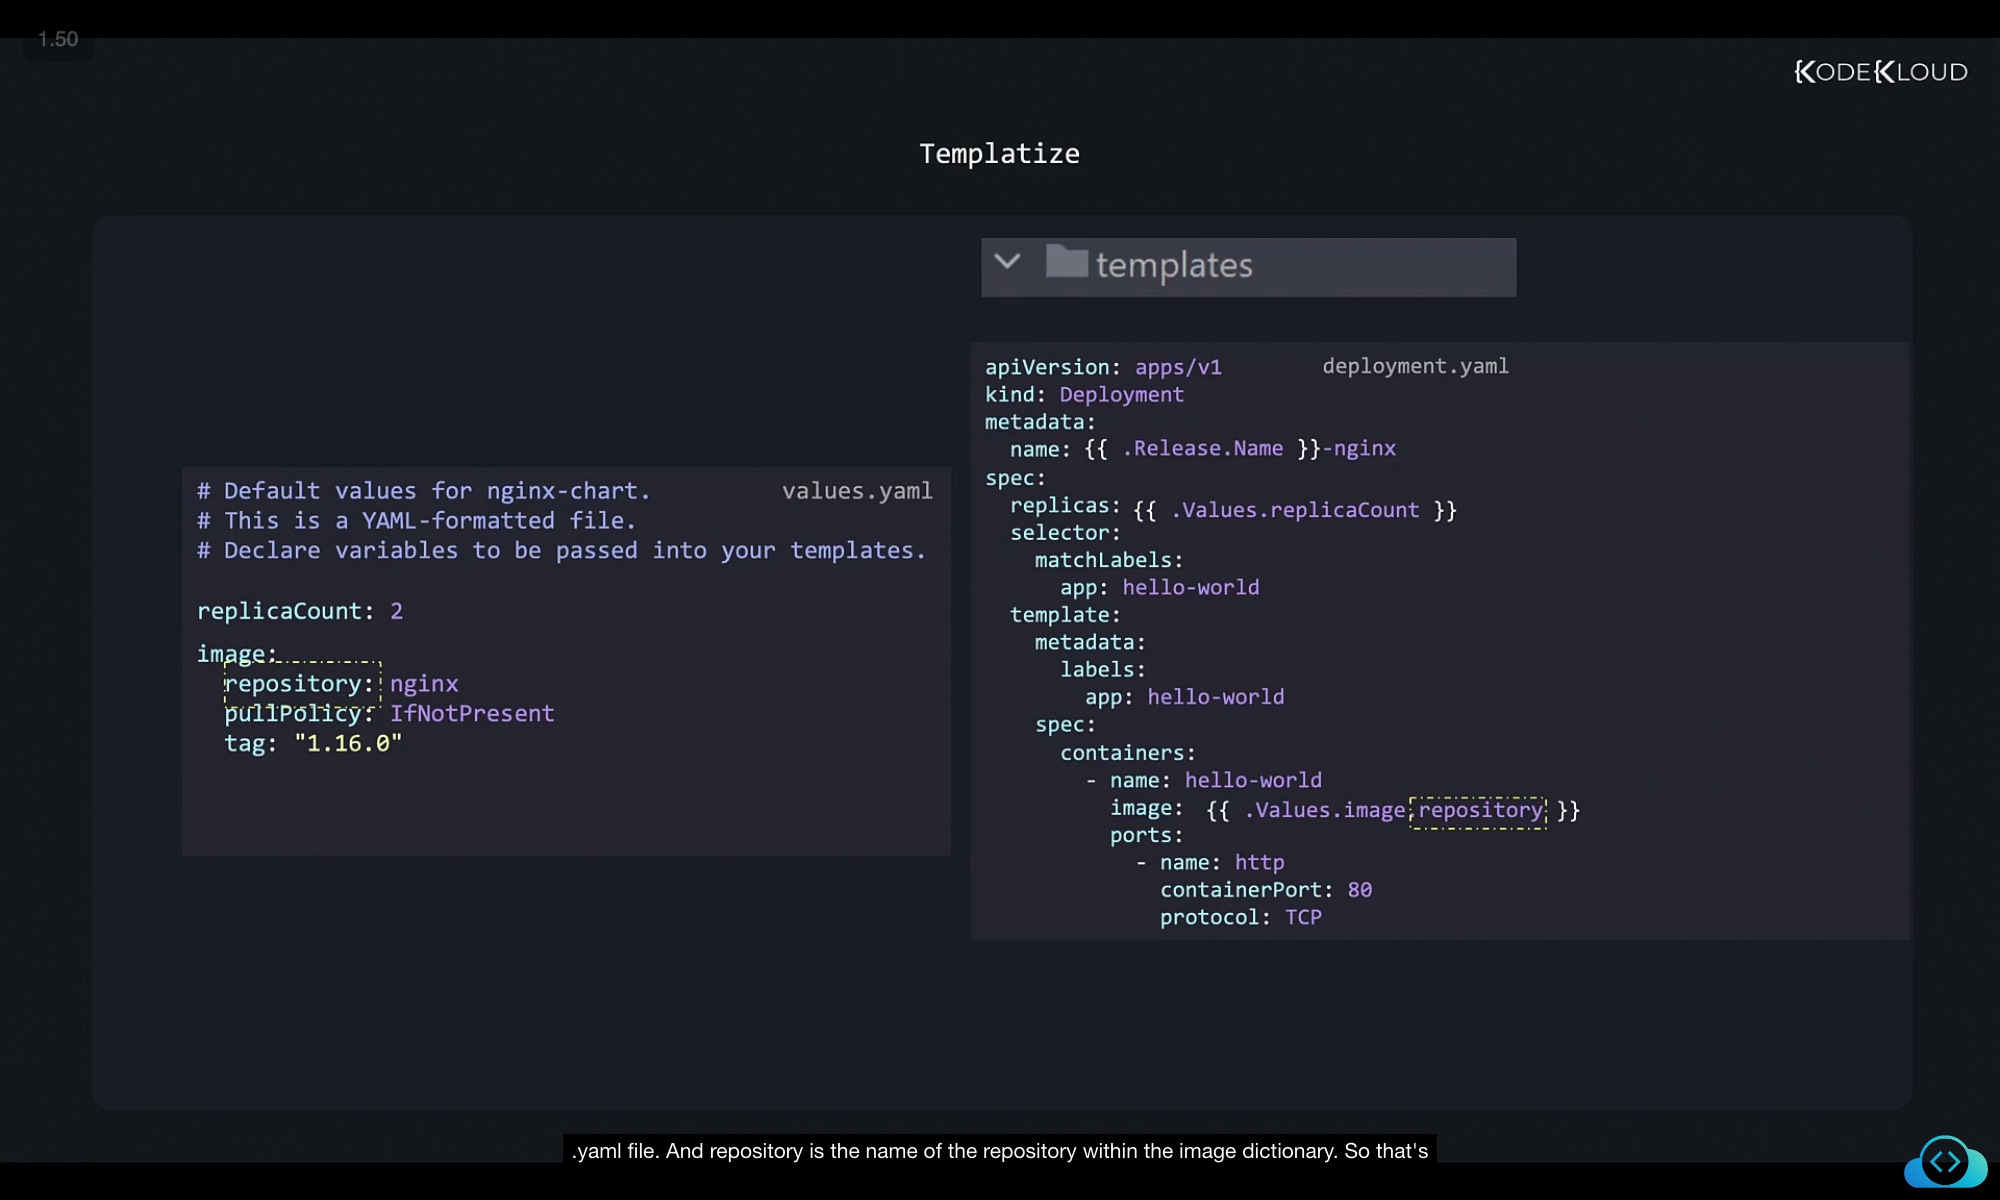 1.50
KODEKLOUD
Templatize
templates
# Default values for nginx-chart.
values.yaml
# This is a YAML-formatted file.
# Declare variables to be passed into your templates.
replicaCount: 2
image:
  repository: nginx
  pullPolicy: IfNotPresent
  tag: "1.16.0"
apiVersion: apps/v1
deployment.yaml
kind: Deployment
metadata:
  name: {{ .Release.Name }}-nginx
spec:
  replicas: {{ .Values.replicaCount }}
  selector:
    matchLabels:
      app: hello-world
  template:
    metadata:
      labels:
        app: hello-world
    spec:
      containers:
        - name: hello-world
          image: {{ .Values.image.repository }}
          ports:
            - name: http
              containerPort: 80
              protocol: TCP
.yaml file. And repository is the name of the repository within the image dictionary. So that's